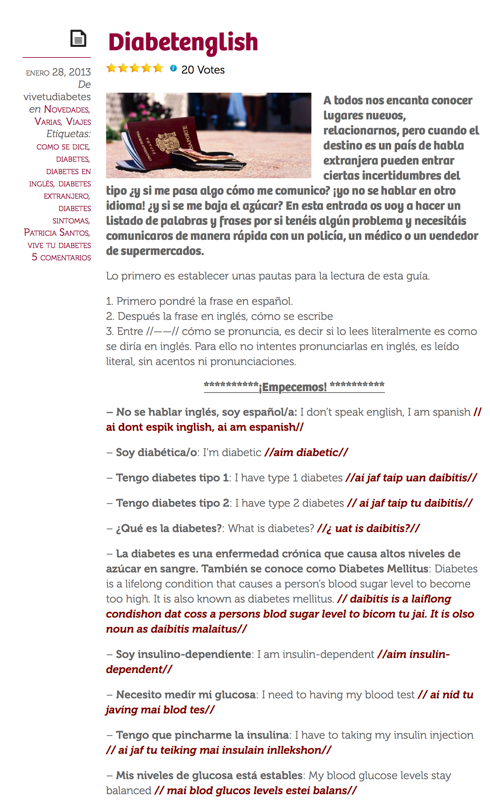 Diabetenglish
20 Votes
ENERO 28, 2013
De
vivetudiabetes
en NOVEDADES,
VARIAS, VIAJES
Etiquetas:
COMO SE DICE,
DIABETES,
DIABETES EN
INGLÉS, DIABETES
EXTRANJERO,
DIABETES
SINTOMAS,
PATRICIA SANTOS,
VIVE TU DIABETES
5 COMENTARIOS
A todos nos encanta conocer
lugares nuevos,
relacionarnos, pero cuando el
destino es un país de habla
extranjera pueden entrar
ciertas incertidumbres del
tipo ¿y si me pasa algo cómo me comunico? ¡yo no se hablar en otro
idioma! ¿y si se me baja el azúcar? En esta entrada os voy a hacer un
listado de palabras y frases por si tenéis algún problema y necesitáis
comunicaros de manera rápida con un policía, un médico o un vendedor
de supermercados.
Lo primero es establecer unas pautas para la lectura de esta guía.
1. Primero pondré la frase en español.
2. Después la frase en inglés, cómo se escribe
3. Entre //——// cómo se pronuncia, es decir si lo lees literalmente es como
se diría en inglés. Para ello no intentes pronunciarlas en inglés, es leído
literal, sin acentos ni pronunciaciones.
**********¡Empecemos! **********
– No se hablar inglés, soy español/a: I don't speak english, I am spanish //
ai dont espik inglish, ai am espanish//
– Soy diabética/o: I'm diabetic //aim diabetic//
– Tengo diabetes tipo 1: I have type 1 diabetes //ai jaf taip uan daibitis//
– Tengo diabetes tipo 2: I have type 2 diabetes // ai jaf taip tu daibitis//
– ¿Qué es la diabetes?: What is diabetes? //¿ uat is daibitis?//
– La diabetes es una enfermedad crónica que causa altos niveles de
azúcar en sangre. También se conoce como Diabetes Mellitus: Diabetes
is a lifelong condition that causes a person's blood sugar level to become
too high. It is also known as diabetes mellitus. // daibitis is a laiflong
condishon dat coss a persons blod sugar level to bicom tu jai. It is olso
noun as daibitis malaitus//
– Soy insulino-dependiente: I am insulin-dependent //aim insulin-
dependent//
– Necesito medir mi glucosa: I need to having my blood test // ai nid tu
javing mai blod tes//
– Tengo que pincharme la insulina: I have to taking my insulin injection
// ai jaf tu teiking mai insulain inllekshon//
– Mis niveles de glucosa está estables: My blood glucose levels stay
balanced // mai blod glucos levels estei balans//